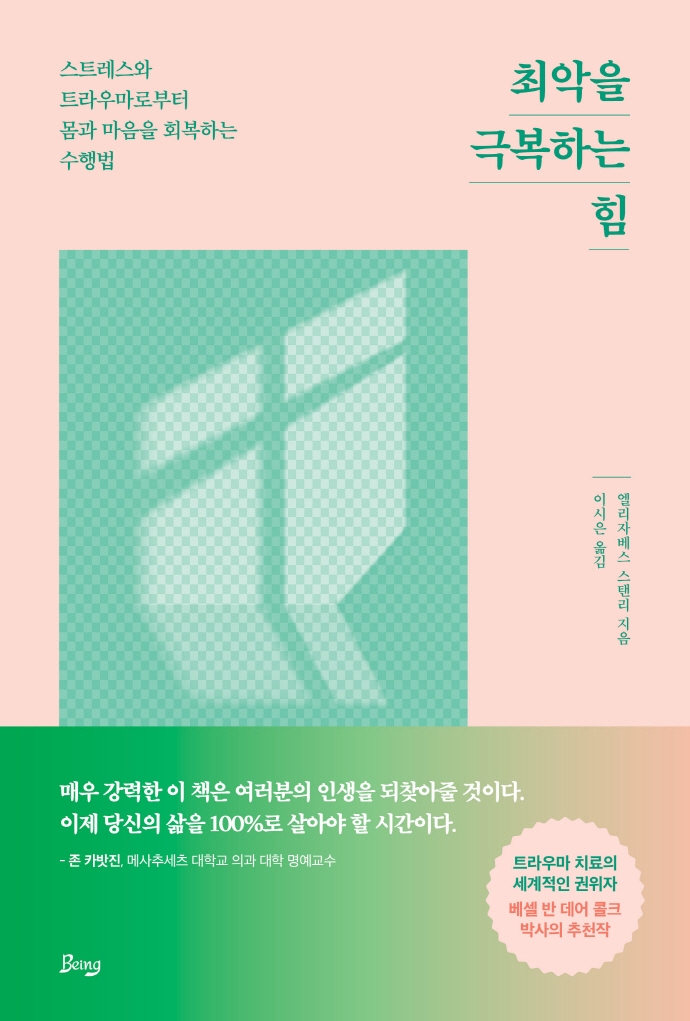 스트레스와
트라우마로부터
몸과 마음을 회복하는
수행법
최악을
극복하는
힘
엘리자베스 스탠리 지음
이시은 옮김
매우 강력한 이 책은 여러분의 인생을 되찾아줄 것이다.
이제 당신의 삶을 100%로 살아야 할 시간이다.
- 존 카밧진, 메사추세츠 대학교 의과 대학 명예교수
트라우마 치료의
세계적인 권위자
베셀 반 데어 콜크
박사의 추천작
Being